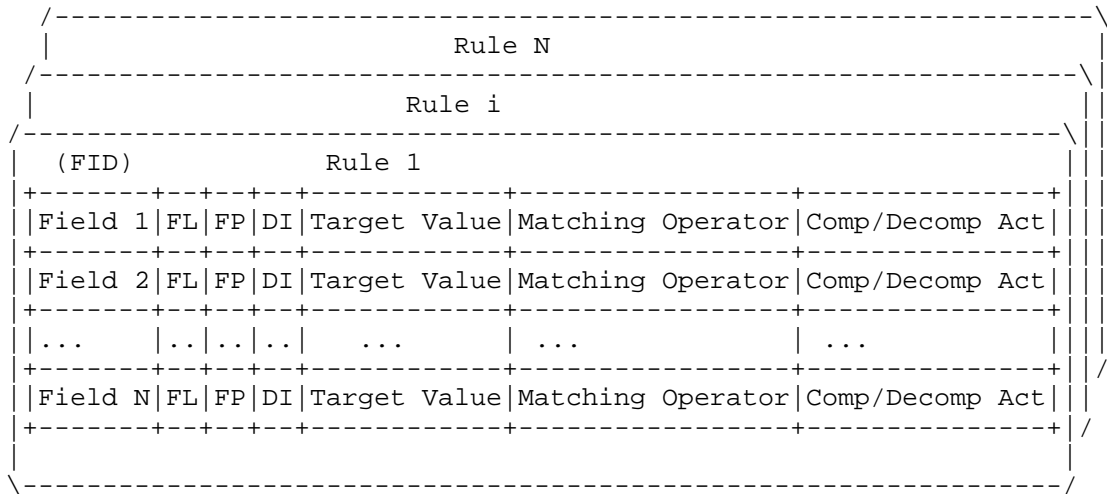 Rule N
Rule i
(FID) Rule 1
Field 1|FL|FP|DI|Target Value|Matching Operator|Comp/Decomp Act
Field 2|FL|FP|DI|Target Value|Matching Operator|Comp/Decomp Act
... |..|..|..| ... | ... | ...
Field N|FL|FP|DI|Target Value|Matching Operator|Comp/Decomp Act